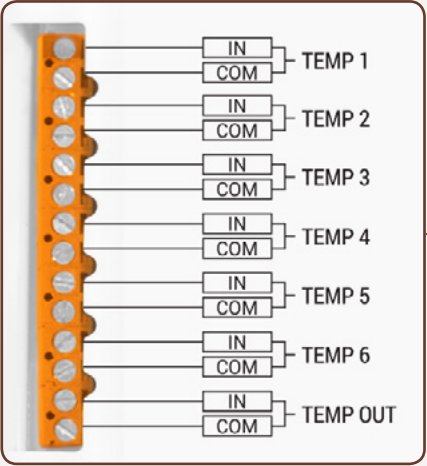 IN
TEMP 1
COM
IN
TEMP 2
COM
IN
TEMP 3
COM
IN
TEMP 4
COM
IN
TEMP 5
COM
IN
TEMP 6
COM
IN
TEMP OUT
COM